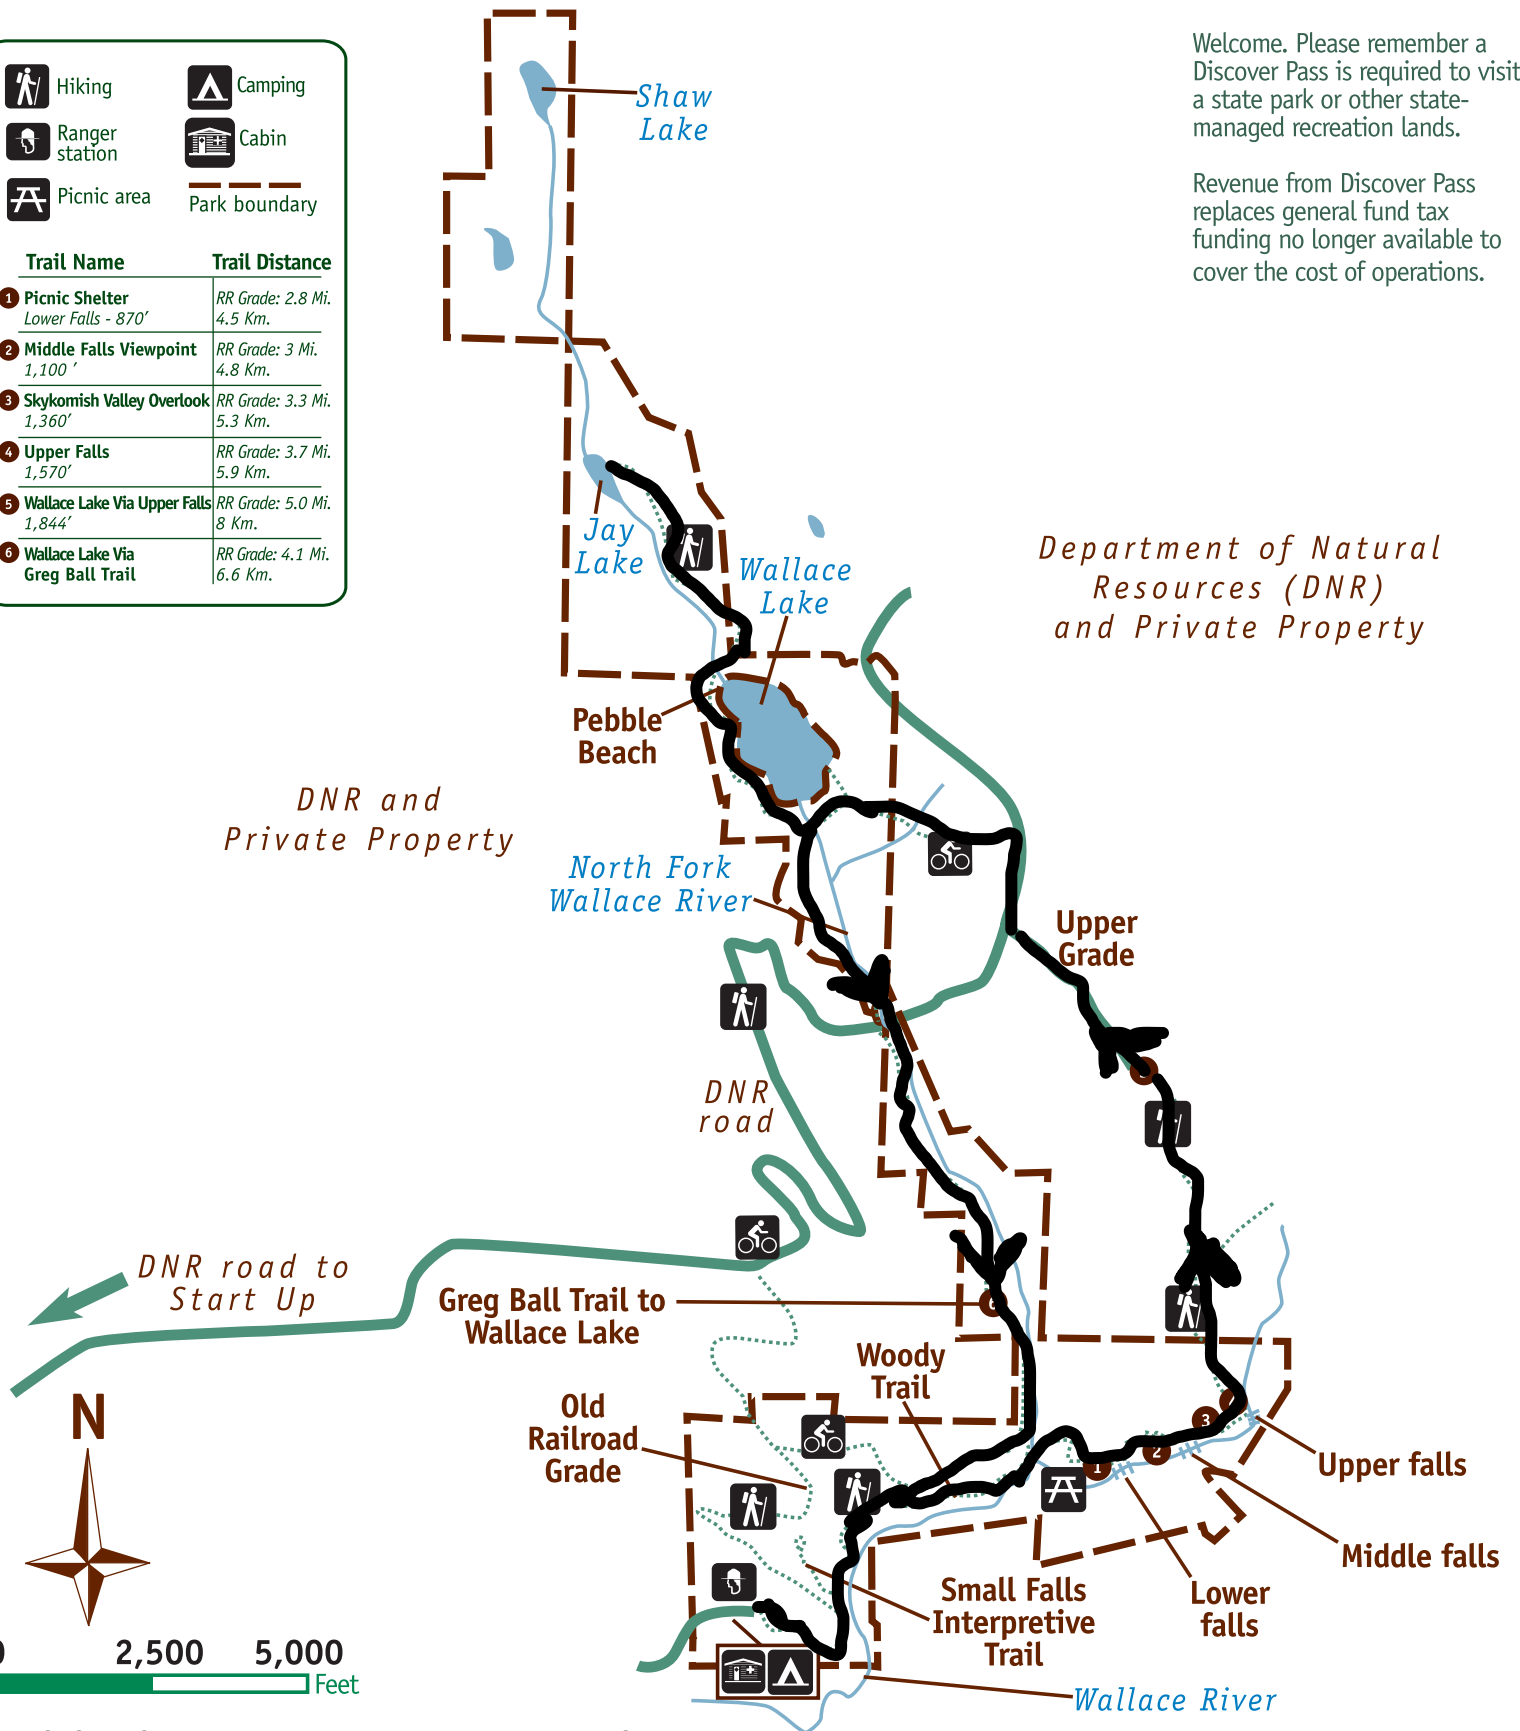 Welcome. Please remember a
Discover Pass is required to visit
a state park or other state-
managed recreation lands.
Revenue from Discover Pass
replaces general fund tax
funding no longer available to
cover the cost of operations.
Hiking
Camping
Ranger
station
Cabin
Picnic area
Park boundary
Trail Name Trail Distance
1 Picnic Shelter RR Grade: 2.8 Mi.
Lower Falls - 870′ 4.5 Km.
2 Middle Falls Viewpoint RR Grade: 3 Mi.
1,100 ′ 4.8 Km.
3 Skykomish Valley Overlook RR Grade: 3.3 Mi.
1,360′ 5.3 Km.
4 Upper Falls RR Grade: 3.7 Mi.
1,570′ 5.9 Km.
5 Wallace Lake Via Upper Falls RR Grade: 5.0 Mi.
1,844′ 8 Km.
6 Wallace Lake Via RR Grade: 4.1 Mi.
Greg Ball Trail 6.6 Km.
Shaw
Lake
Jay
Lake
Wallace
Lake
Department of Natural
Resources (DNR)
and Private Property
Pebble
Beach
DNR and
Private Property
North Fork
Wallace River
Upper
Grade
DNR
road
DNR road to
Start Up
Greg Ball Trail to
Wallace Lake
6
Woody
Trail
Old
Railroad
Grade
N
3
2
1
Upper falls
Middle falls
Lower
falls
Small Falls
Interpretive
Trail
Wallace River
0 2,500 5,000
Feet